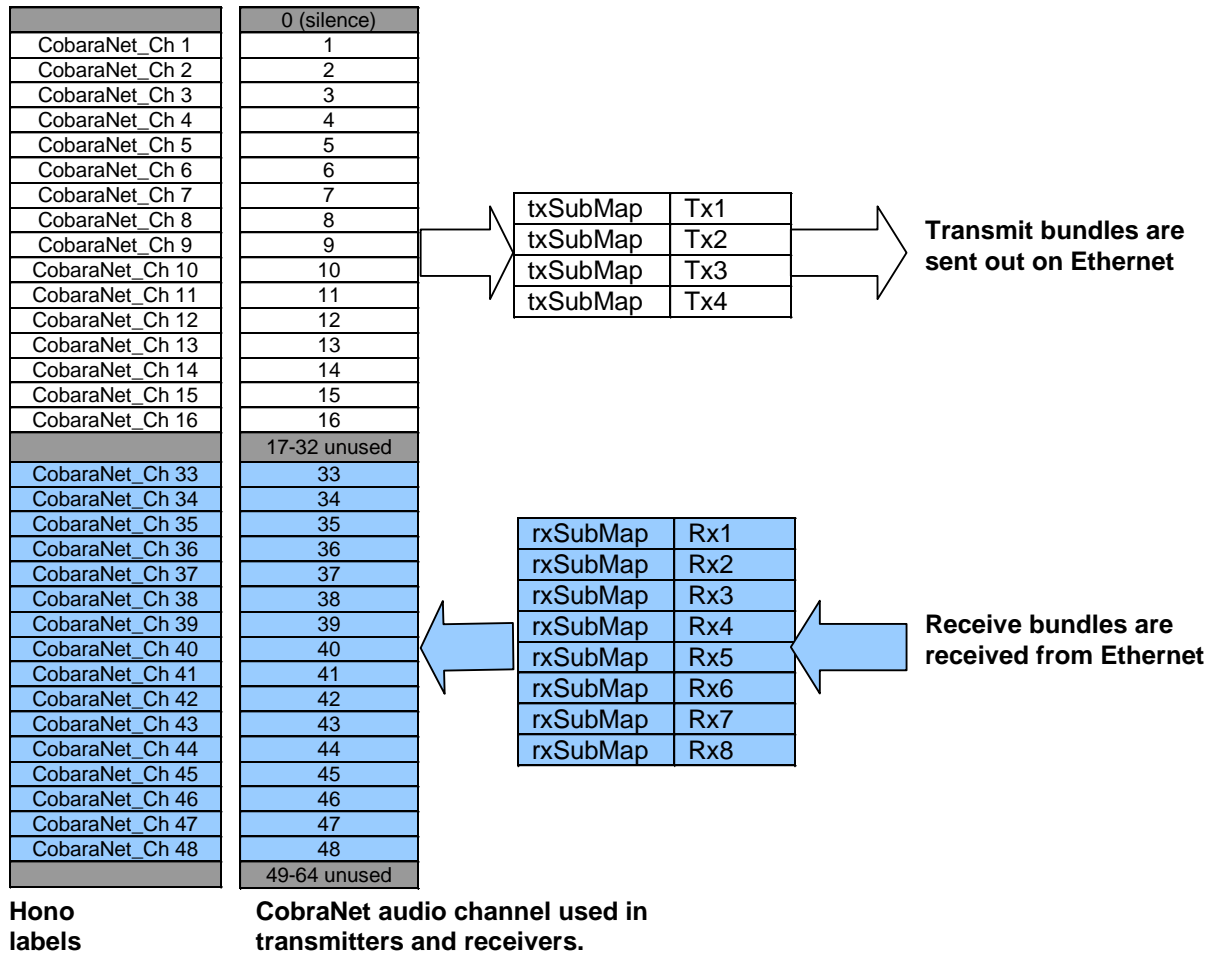 0 (silence)
CobaraNet_Ch 1 1
CobaraNet_Ch 2 2
CobaraNet_Ch 3 3
CobaraNet_Ch 4 4
CobaraNet_Ch 5 5
CobaraNet_Ch 6 6
CobaraNet_Ch 7 7
CobaraNet_Ch 8 8
CobaraNet_Ch 9 9
CobaraNet_Ch 10 10
CobaraNet_Ch 11 11
CobaraNet_Ch 12 12
CobaraNet_Ch 13 13
CobaraNet_Ch 14 14
CobaraNet_Ch 15 15
CobaraNet_Ch 16 16
17-32 unused
CobaraNet_Ch 33 33
CobaraNet_Ch 34 34
CobaraNet_Ch 35 35
CobaraNet_Ch 36 36
CobaraNet_Ch 37 37
CobaraNet_Ch 38 38
CobaraNet_Ch 39 39
CobaraNet_Ch 40 40
CobaraNet_Ch 41 41
CobaraNet_Ch 42 42
CobaraNet_Ch 43 43
CobaraNet_Ch 44 44
CobaraNet_Ch 45 45
CobaraNet_Ch 46 46
CobaraNet_Ch 47 47
CobaraNet_Ch 48 48
49-64 unused
Hono
labels
CobraNet audio channel used in
transmitters and receivers.
txSubMap Tx1
txSubMap Tx2
txSubMap Tx3
txSubMap Tx4
Transmit bundles are
sent out on Ethernet
rxSubMap Rx1
rxSubMap Rx2
rxSubMap Rx3
rxSubMap Rx4
rxSubMap Rx5
rxSubMap Rx6
rxSubMap Rx7
rxSubMap Rx8
Receive bundles are
received from Ethernet